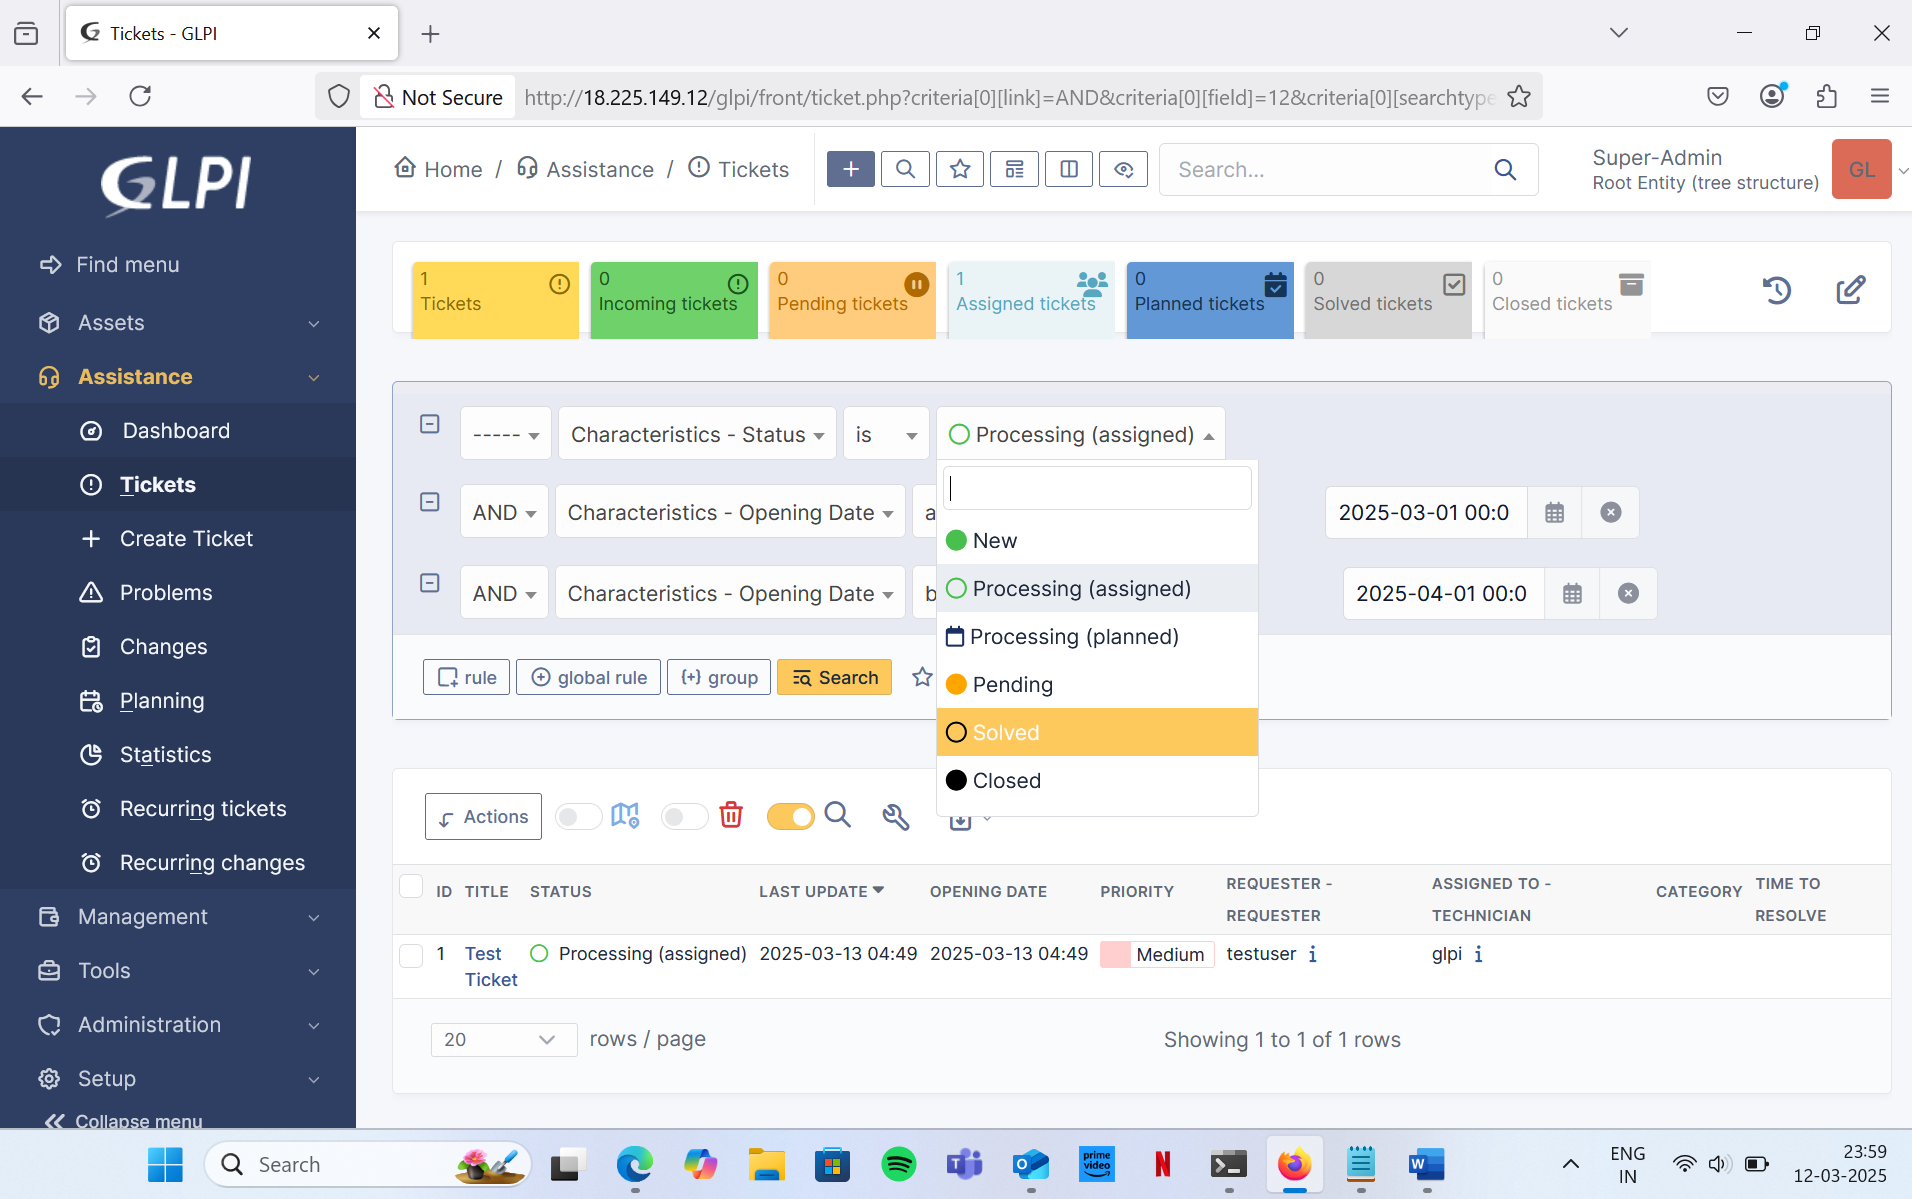 Tickets - GLPI
Not Secure
http://18.225.149.12/glpi/front/ticket.php?criteria[0][link]=AND&criteria[0][field]=12&criteria[0][searchtype
GLPI
Home / Assistance / Tickets
Search...
Super-Admin
Root Entity (tree structure)
GL
Find menu
Assets
Assistance
Dashboard
Tickets
Create Ticket
Problems
Changes
Planning
Statistics
Recurring tickets
Recurring changes
Management
Tools
Administration
Setup
Collapse menu
1
Tickets
0
Incoming tickets
0
Pending tickets
1
Assigned tickets
0
Planned tickets
0
Solved tickets
0
Closed tickets
----- Characteristics - Status is Processing (assigned)
AND Characteristics - Opening Date a 2025-03-01 00:0
AND Characteristics - Opening Date b 2025-04-01 00:0
New
Processing (assigned)
Processing (planned)
Pending
Solved
Closed
rule global rule group Search
Actions
ID TITLE STATUS LAST UPDATE OPENING DATE PRIORITY REQUESTER - REQUESTER ASSIGNED TO - TECHNICIAN CATEGORY TIME TO RESOLVE
1 Test Ticket Processing (assigned) 2025-03-13 04:49 2025-03-13 04:49 Medium testuser i glpi i
20 rows / page
Showing 1 to 1 of 1 rows
Search
prime video
ENG
IN
23:59
12-03-2025